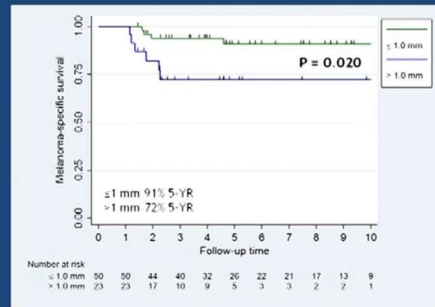 ≤ 1.0 mm
> 1.0 mm
P = 0.020
Melanoma-specific survival
1.00
0.75
0.50
0.25
0.00
≤1 mm 91% 5-YR
>1 mm 72% 5-YR
0 1 2 3 4 5 6 7 8 9 10
Follow-up time
Number at risk
≤ 1.0 mm 50 50 44 40 32 26 22 21 17 13 9
> 1.0 mm 23 23 17 10 9 5 3 3 2 2 1